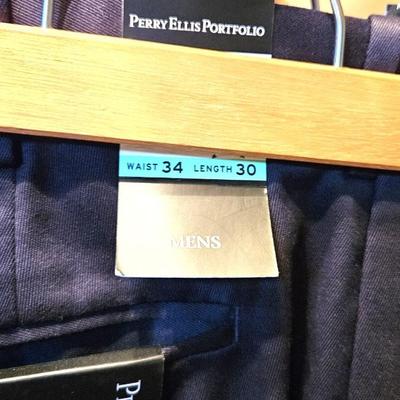 PERRY ELLIS PORTFOLIO
WAIST 34 LENGTH 30
MENS
P